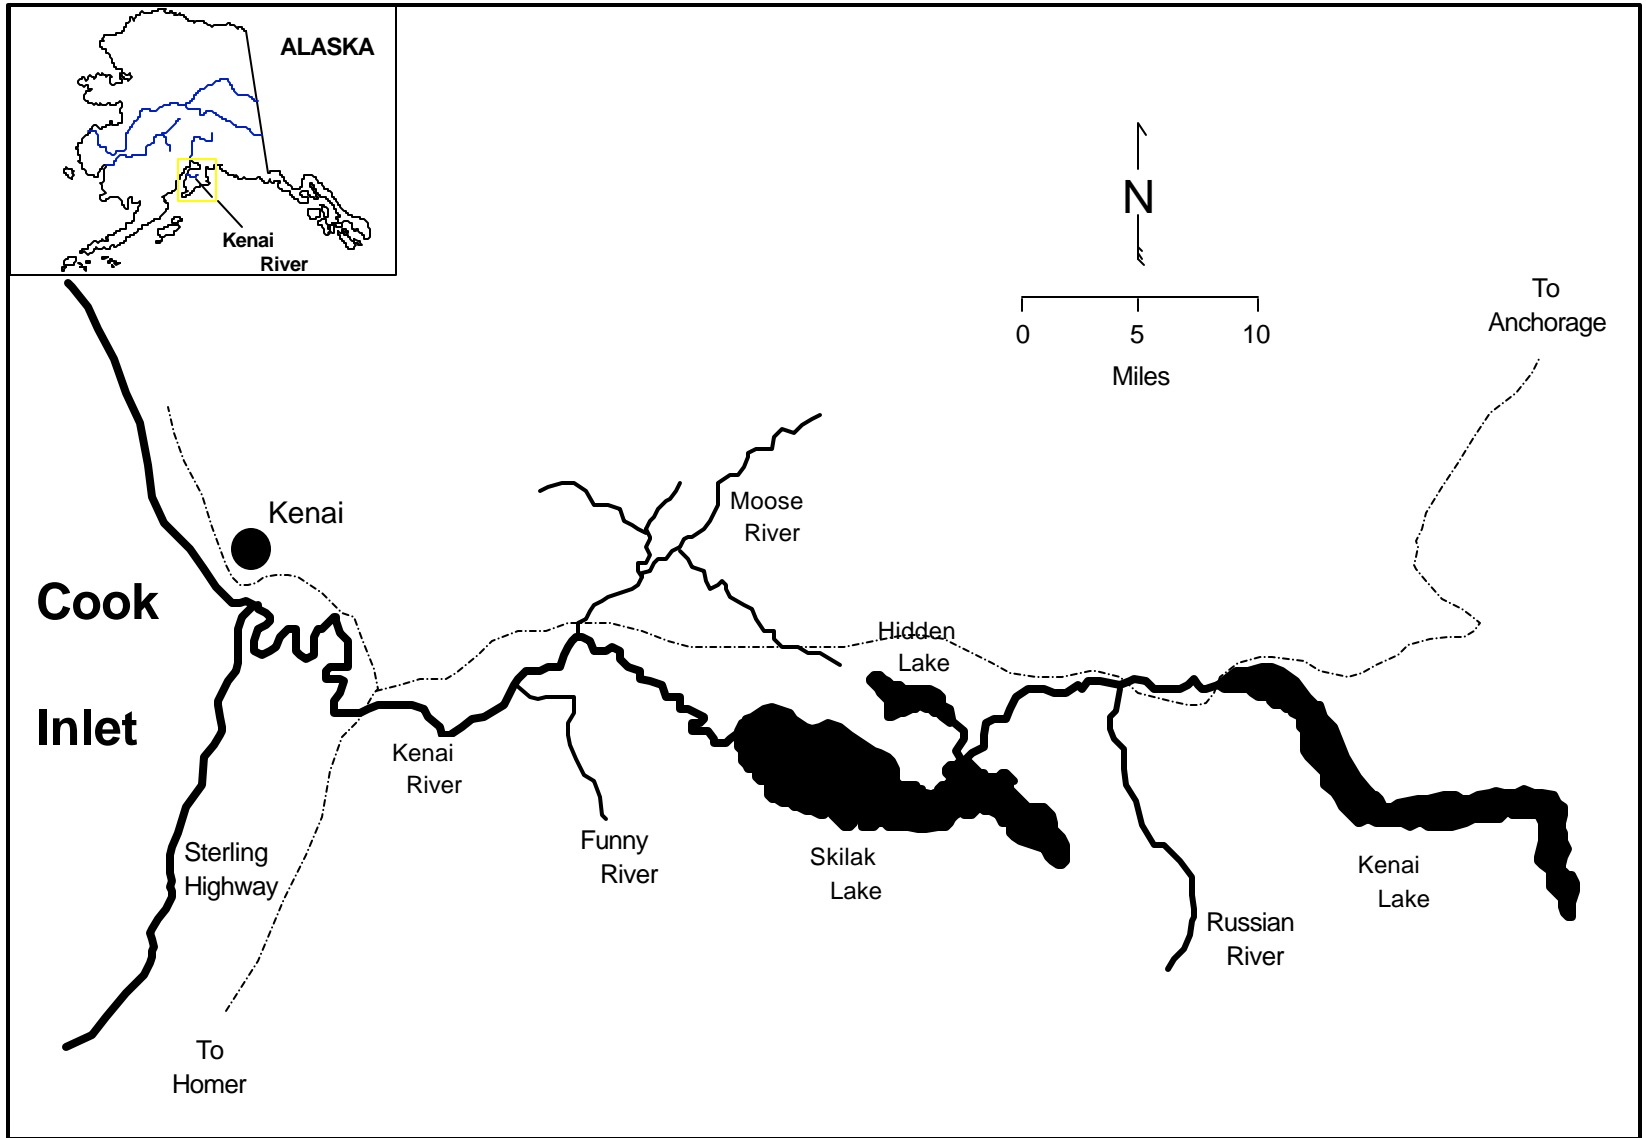 ALASKA
Kenai
River
N
0 5 10
Miles
To
Anchorage
Kenai
Moose
River
Cook
Inlet
Hidden
Lake
Kenai
River
Funny
River
Skilak
Lake
Sterling
Highway
Kenai
Lake
Russian
River
To
Homer